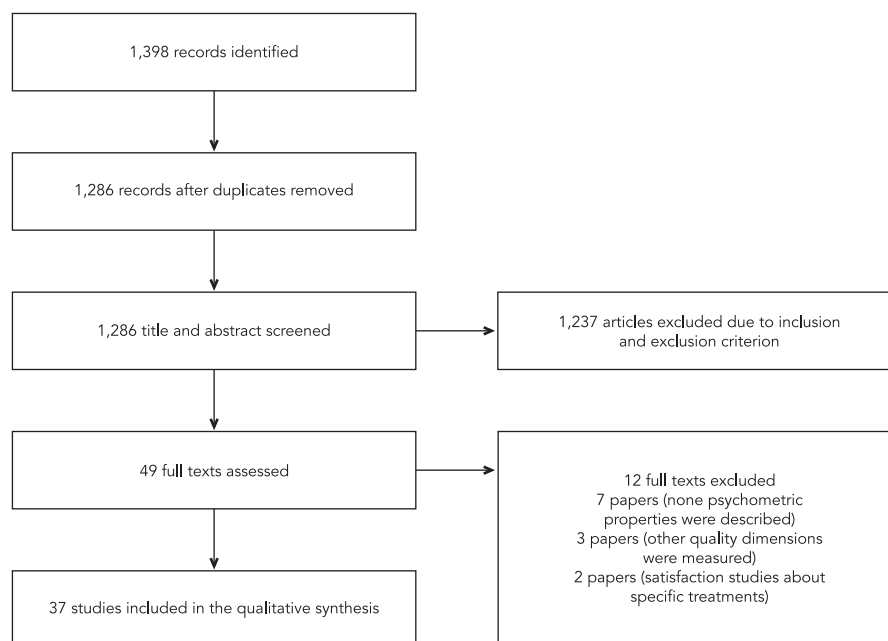 1,398 records identified
1,286 records after duplicates removed
1,286 title and abstract screened
1,237 articles excluded due to inclusion
and exclusion criterion
49 full texts assessed
12 full texts excluded
7 papers (none psychometric
properties were described)
3 papers (other quality dimensions
were measured)
2 papers (satisfaction studies about
specific treatments)
37 studies included in the qualitative synthesis